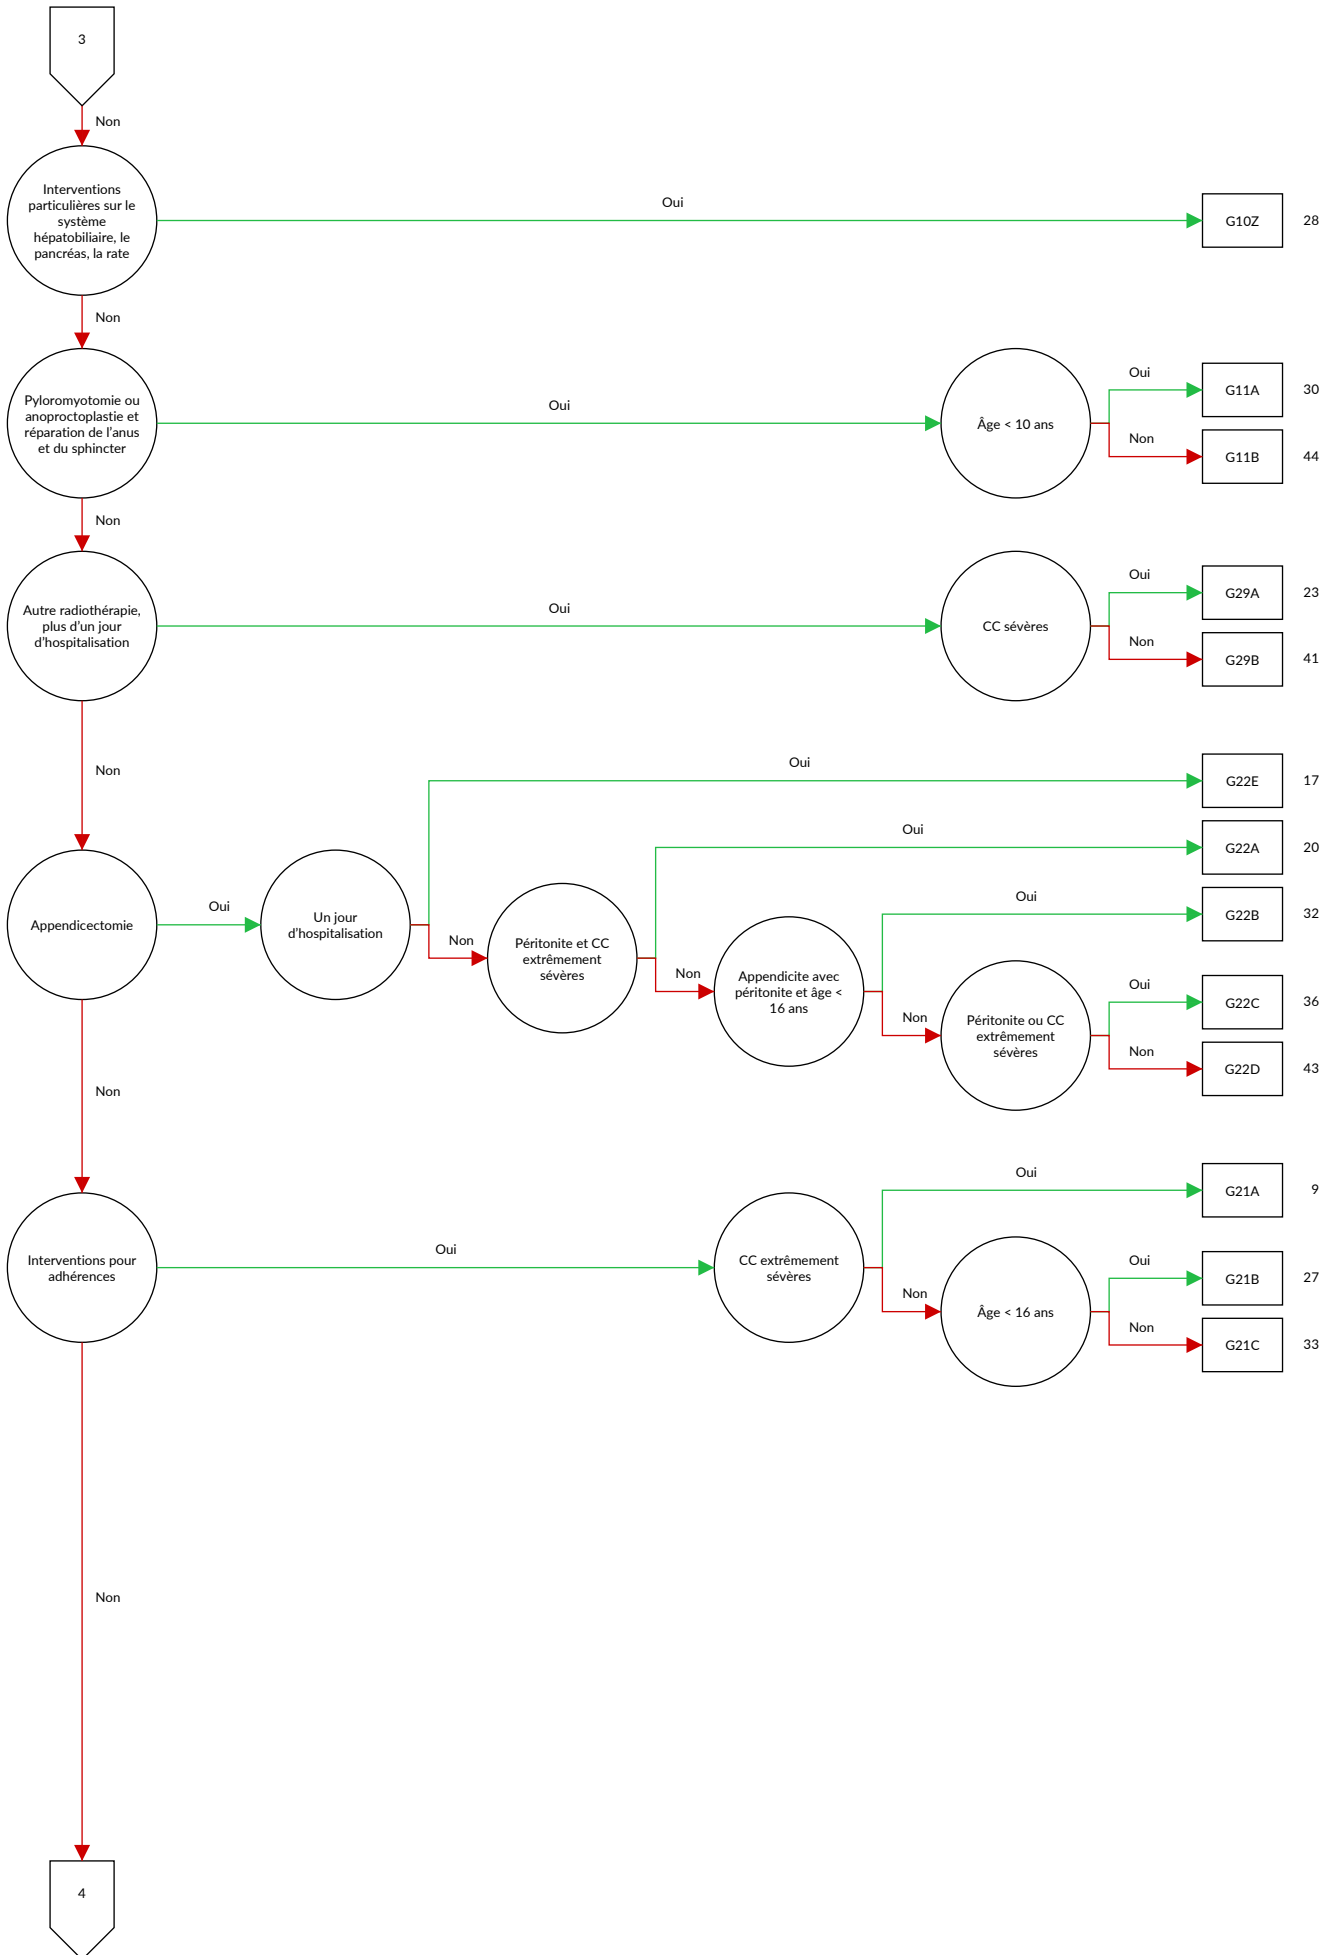 3
Non
Interventions
particulières sur le
système
hépatobiliaire, le
pancréas, la rate
Oui
G10Z
28
Non
Pyloromyotomie ou
anoproctoplastie et
réparation de l'anus
et du sphincter
Oui
Âge < 10 ans
Oui
G11A
30
Non
G11B
44
Non
Autre radiothérapie,
plus d'un jour
d'hospitalisation
Oui
CC sévères
Oui
G29A
23
Non
G29B
41
Non
Appendicectomie
Oui
Un jour
d'hospitalisation
Oui
G22E
17
Non
Péritonite et CC
extrêmement
sévères
Oui
G22A
20
Non
Appendicite avec
péritonite et âge <
16 ans
Oui
G22B
32
Non
Péritonite ou CC
extrêmement
sévères
Oui
G22C
36
Non
G22D
43
Non
Interventions pour
adhérences
Oui
CC extrêmement
sévères
Oui
G21A
9
Non
Âge < 16 ans
Oui
G21B
27
Non
G21C
33
Non
4